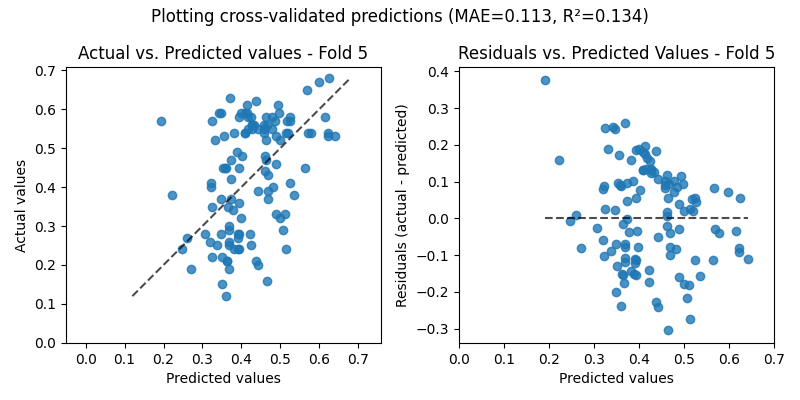 Plotting cross-validated predictions (MAE=0.113, R²=0.134)
Actual vs. Predicted values - Fold 5
Actual values
0.7
0.6
0.5
0.4
0.3
0.2
0.1
0.0
0.0 0.1 0.2 0.3 0.4 0.5 0.6 0.7
Predicted values
Residuals vs. Predicted Values - Fold 5
Residuals (actual - predicted)
0.4
0.3
0.2
0.1
0.0
−0.1
−0.2
−0.3
0.0 0.1 0.2 0.3 0.4 0.5 0.6 0.7
Predicted values